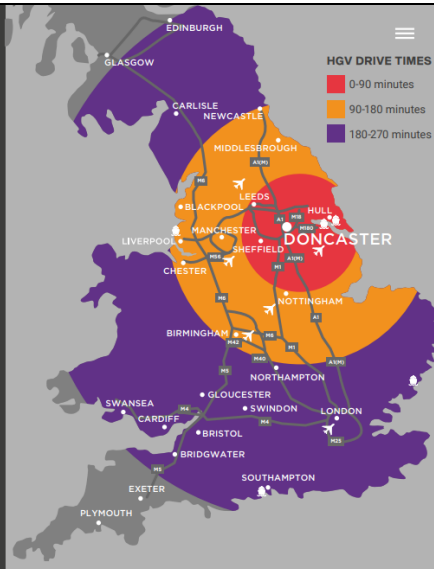 EDINBURGH
GLASGOW
HGV DRIVE TIMES
0-90 minutes
90-180 minutes
180-270 minutes
CARLISLE
NEWCASTLE
MIDDLESBROUGH
A1(M)
M6
LEEDS
BLACKPOOL
HULL
A1
M18
M180
MANCHESTER
DONCASTER
LIVERPOOL
SHEFFIELD
M56
A1(M)
CHESTER
M1
NOTTINGHAM
M6
A1
BIRMINGHAM
M6
M42
M1
M40
A1(M)
M5
NORTHAMPTON
GLOUCESTER
SWANSEA
M4
SWINDON
LONDON
CARDIFF
M4
BRISTOL
M25
BRIDGWATER
M5
SOUTHAMPTON
EXETER
PLYMOUTH